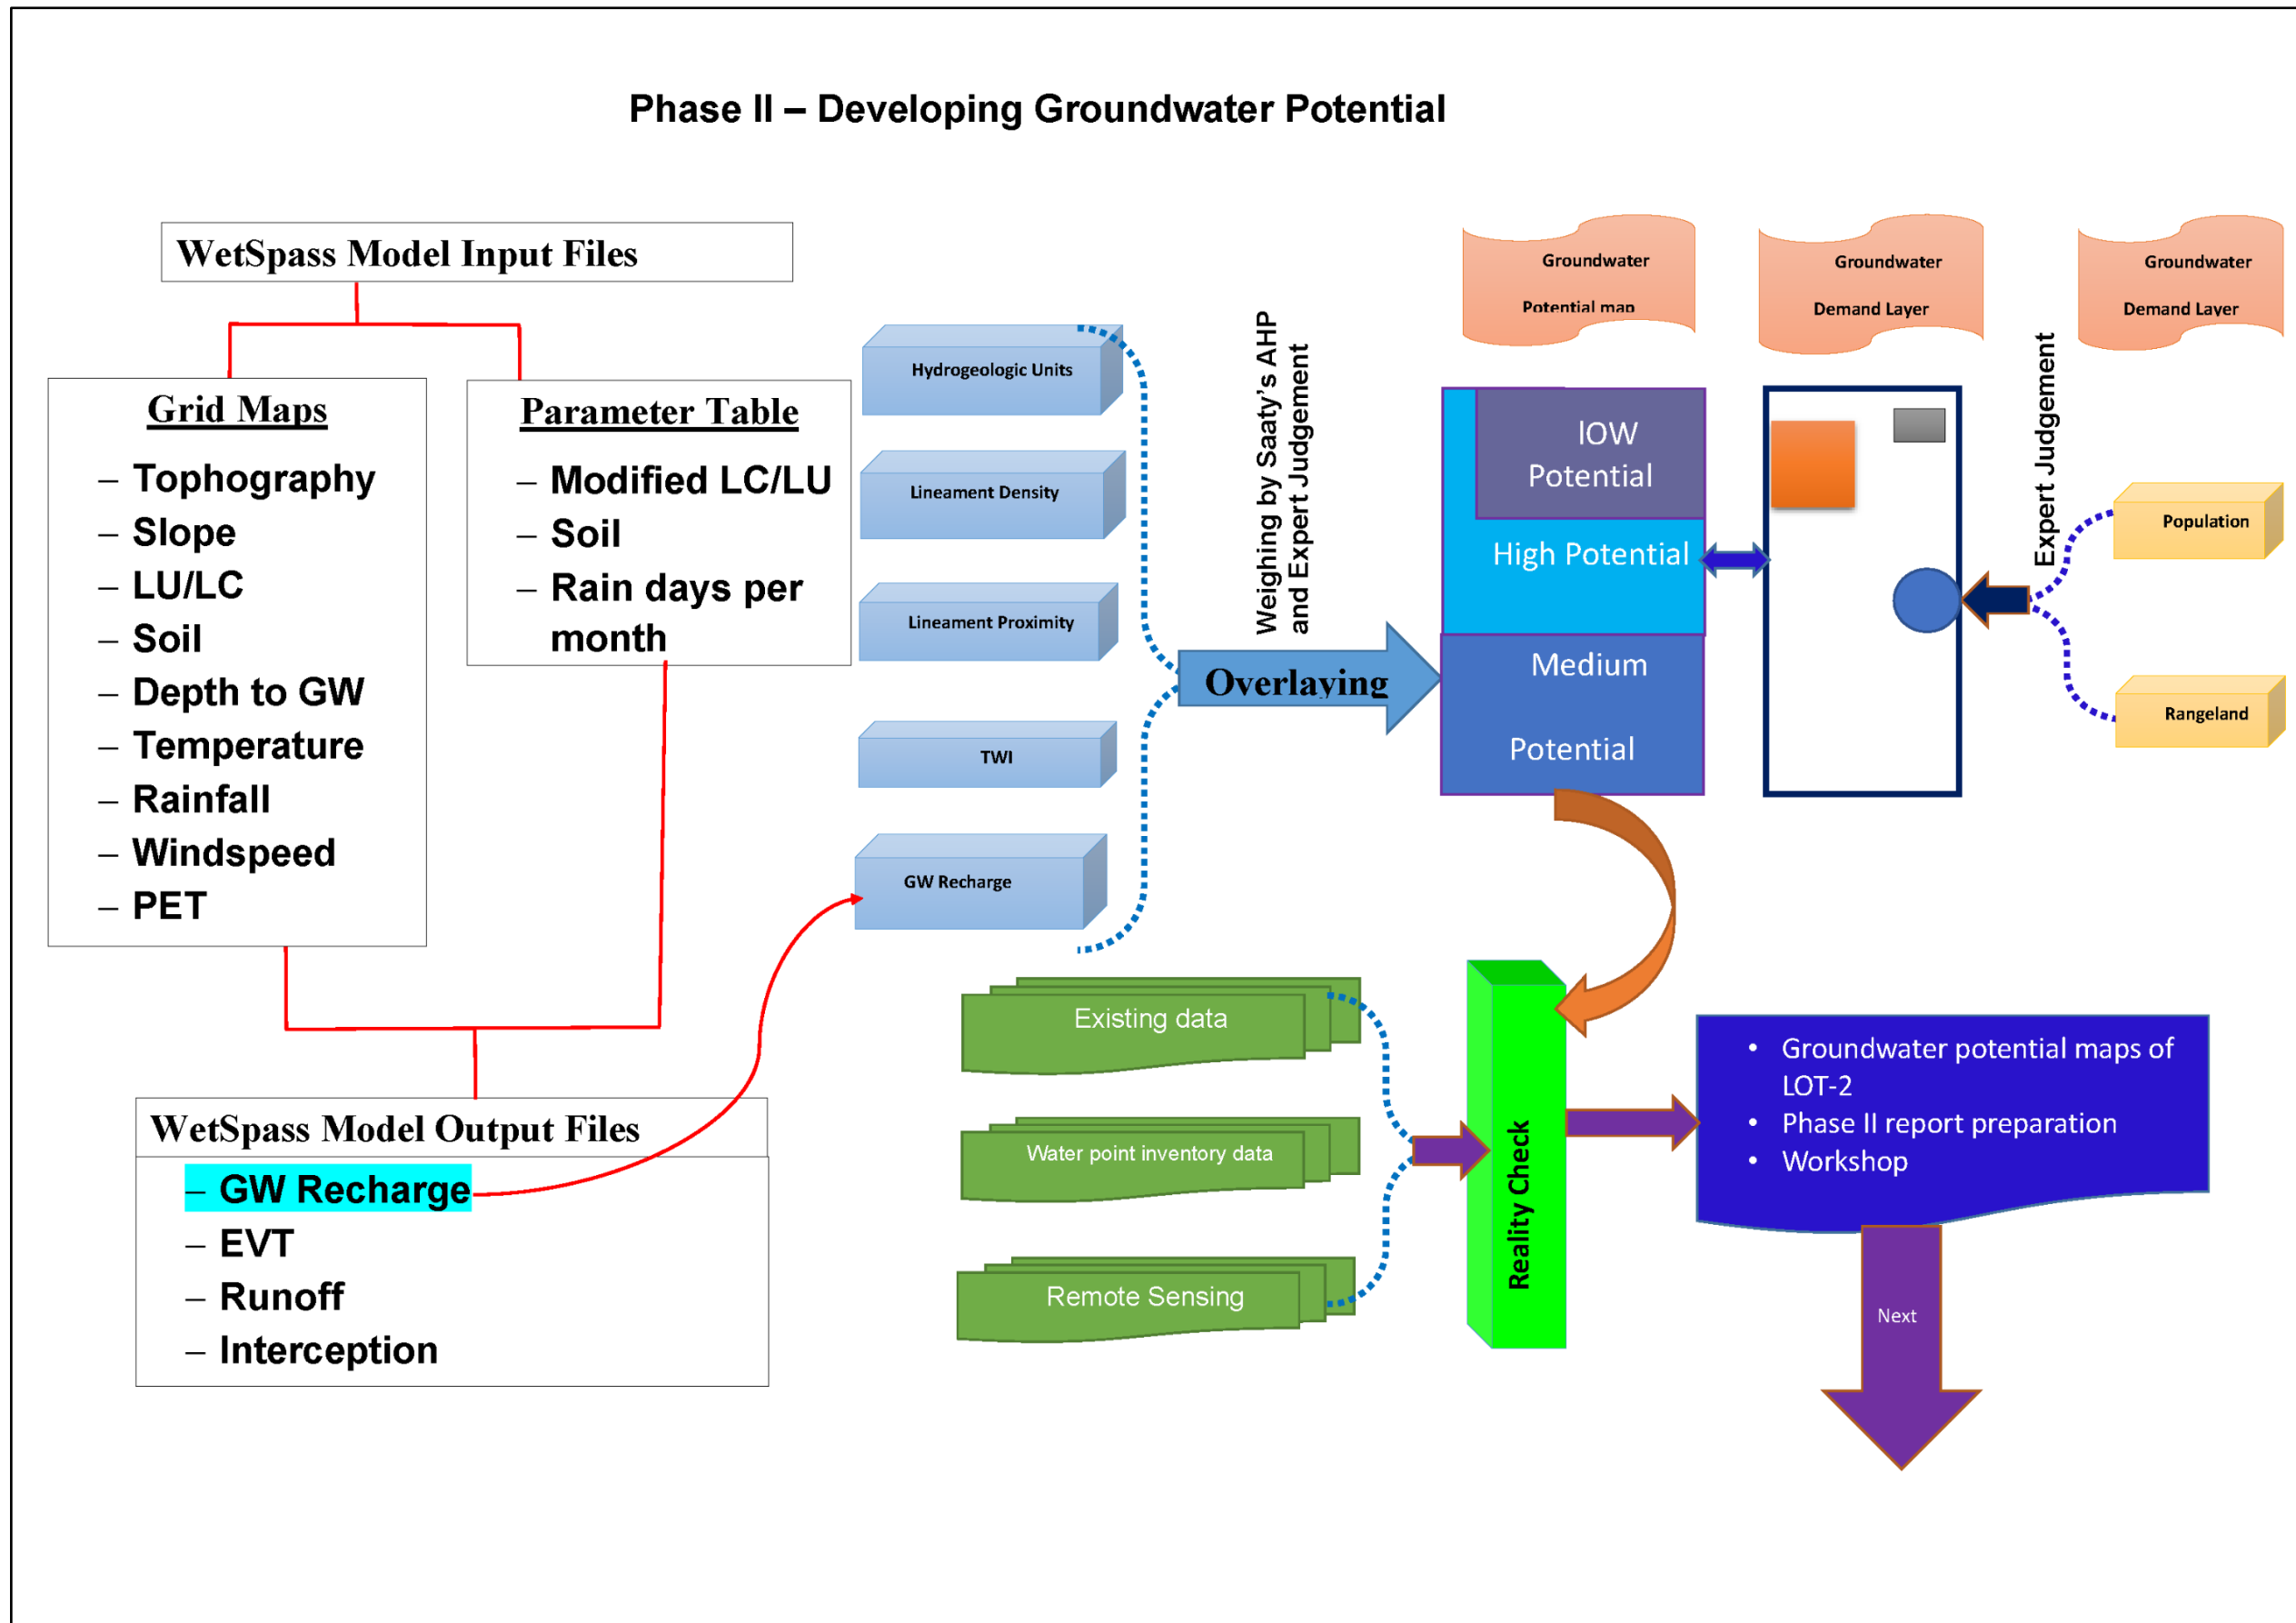 Phase II – Developing Groundwater Potential
WetSpass Model Input Files
Grid Maps
– Tophography
– Slope
– LU/LC
– Soil
– Depth to GW
– Temperature
– Rainfall
– Windspeed
– PET
Parameter Table
– Modified LC/LU
– Soil
– Rain days per
month
WetSpass Model Output Files
– GW Recharge
– EVT
– Runoff
– Interception
Hydrogeologic Units
Lineament Density
Lineament Proximity
TWI
GW Recharge
Weighing by Saaty's AHP
and Expert Judgement
Overlaying
Groundwater
Potential map
Groundwater
Demand Layer
Groundwater
Demand Layer
lOW
Potential
High Potential
Medium
Potential
Expert Judgement
Population
Rangeland
Existing data
Water point inventory data
Remote Sensing
Reality Check
• Groundwater potential maps of
LOT-2
• Phase II report preparation
• Workshop
Next